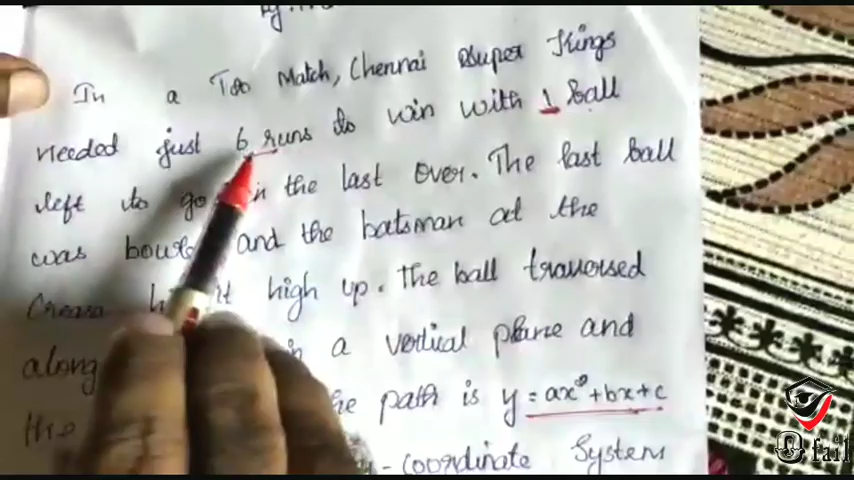 In a T20 Match, Chennai Super Kings
needed just 6 runs to win with 1 ball
left to go in the last over. The last ball
was and the batsman at the
Crease it high up. The ball traversed
along a vertical plane and
the path is y = ax²+bx+c
-coordinate System